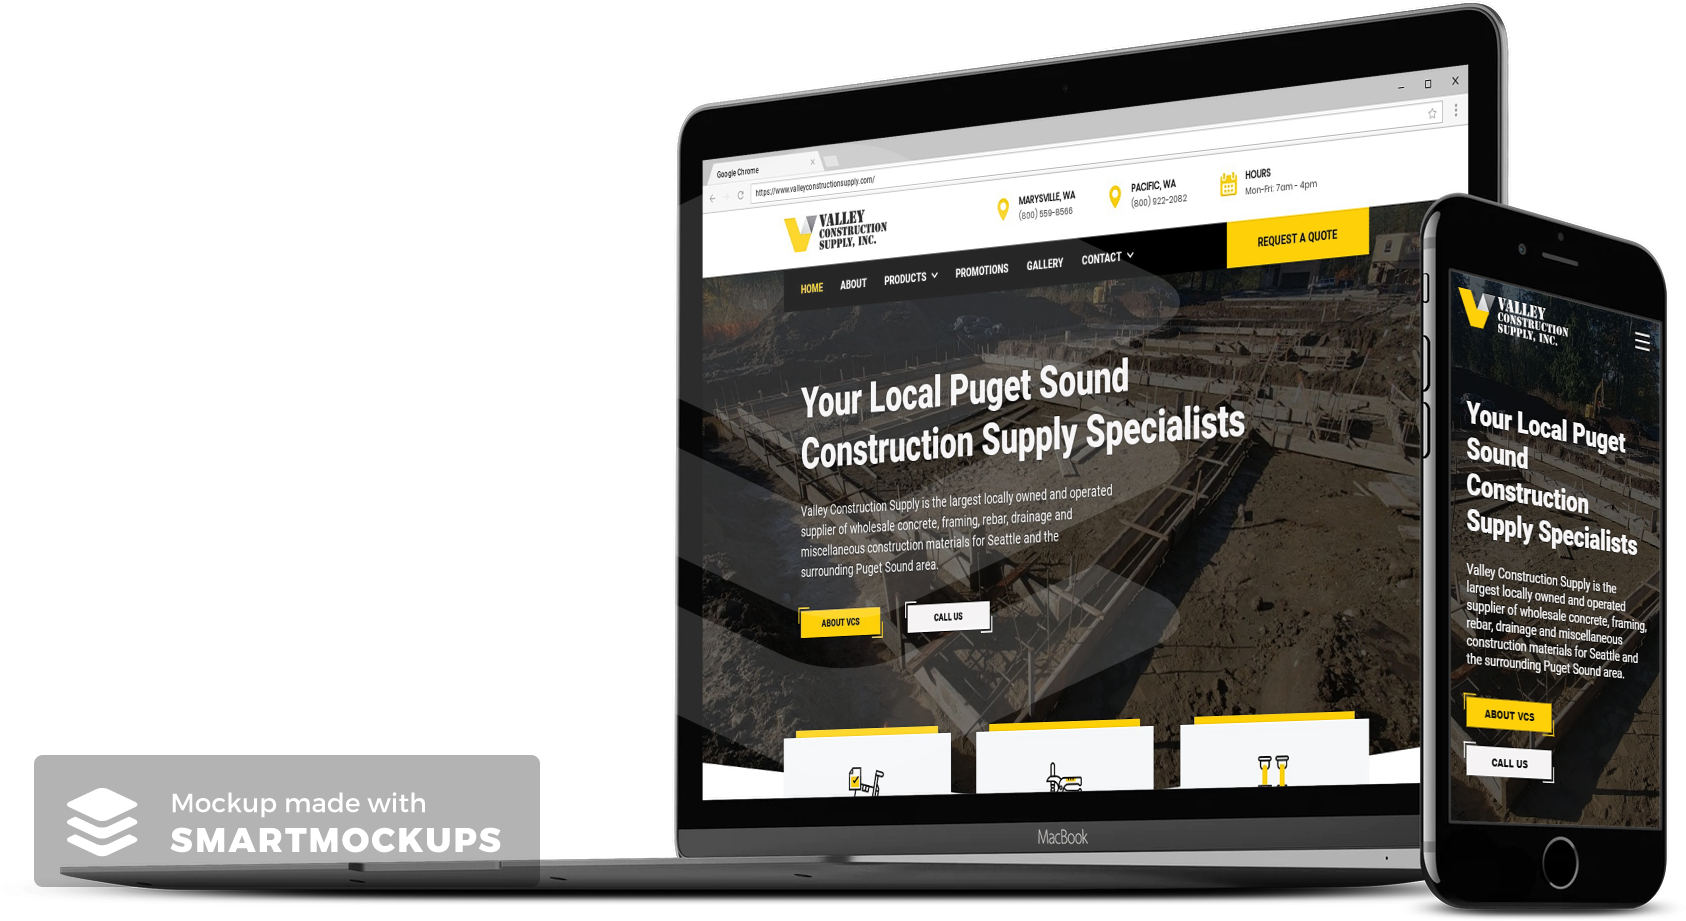 Google Chrome
https://www.valleyconstructionsupply.com/
VALLEY
CONSTRUCTION
SUPPLY, INC.
MARYSVILLE, WA
(800) 559-8566
PACIFIC, WA
(800) 922-2082
HOURS
Mon-Fri: 7am - 4pm
REQUEST A QUOTE
HOME
ABOUT
PRODUCTS
PROMOTIONS
GALLERY
CONTACT
Your Local Puget Sound
Construction Supply Specialists
Valley Construction Supply is the largest locally owned and operated
supplier of wholesale concrete, framing, rebar, drainage and
miscellaneous construction materials for Seattle and the
surrounding Puget Sound area.
ABOUT VCS
CALL US
MacBook
VALLEY
CONSTRUCTION
SUPPLY, INC.
Your Local Puget
Sound
Construction
Supply Specialists
Valley Construction Supply is the
largest locally owned and operated
supplier of wholesale concrete, framing,
rebar, drainage and miscellaneous
construction materials for Seattle and
the surrounding Puget Sound area.
ABOUT VCS
CALL US
Mockup made with
SMARTMOCKUPS